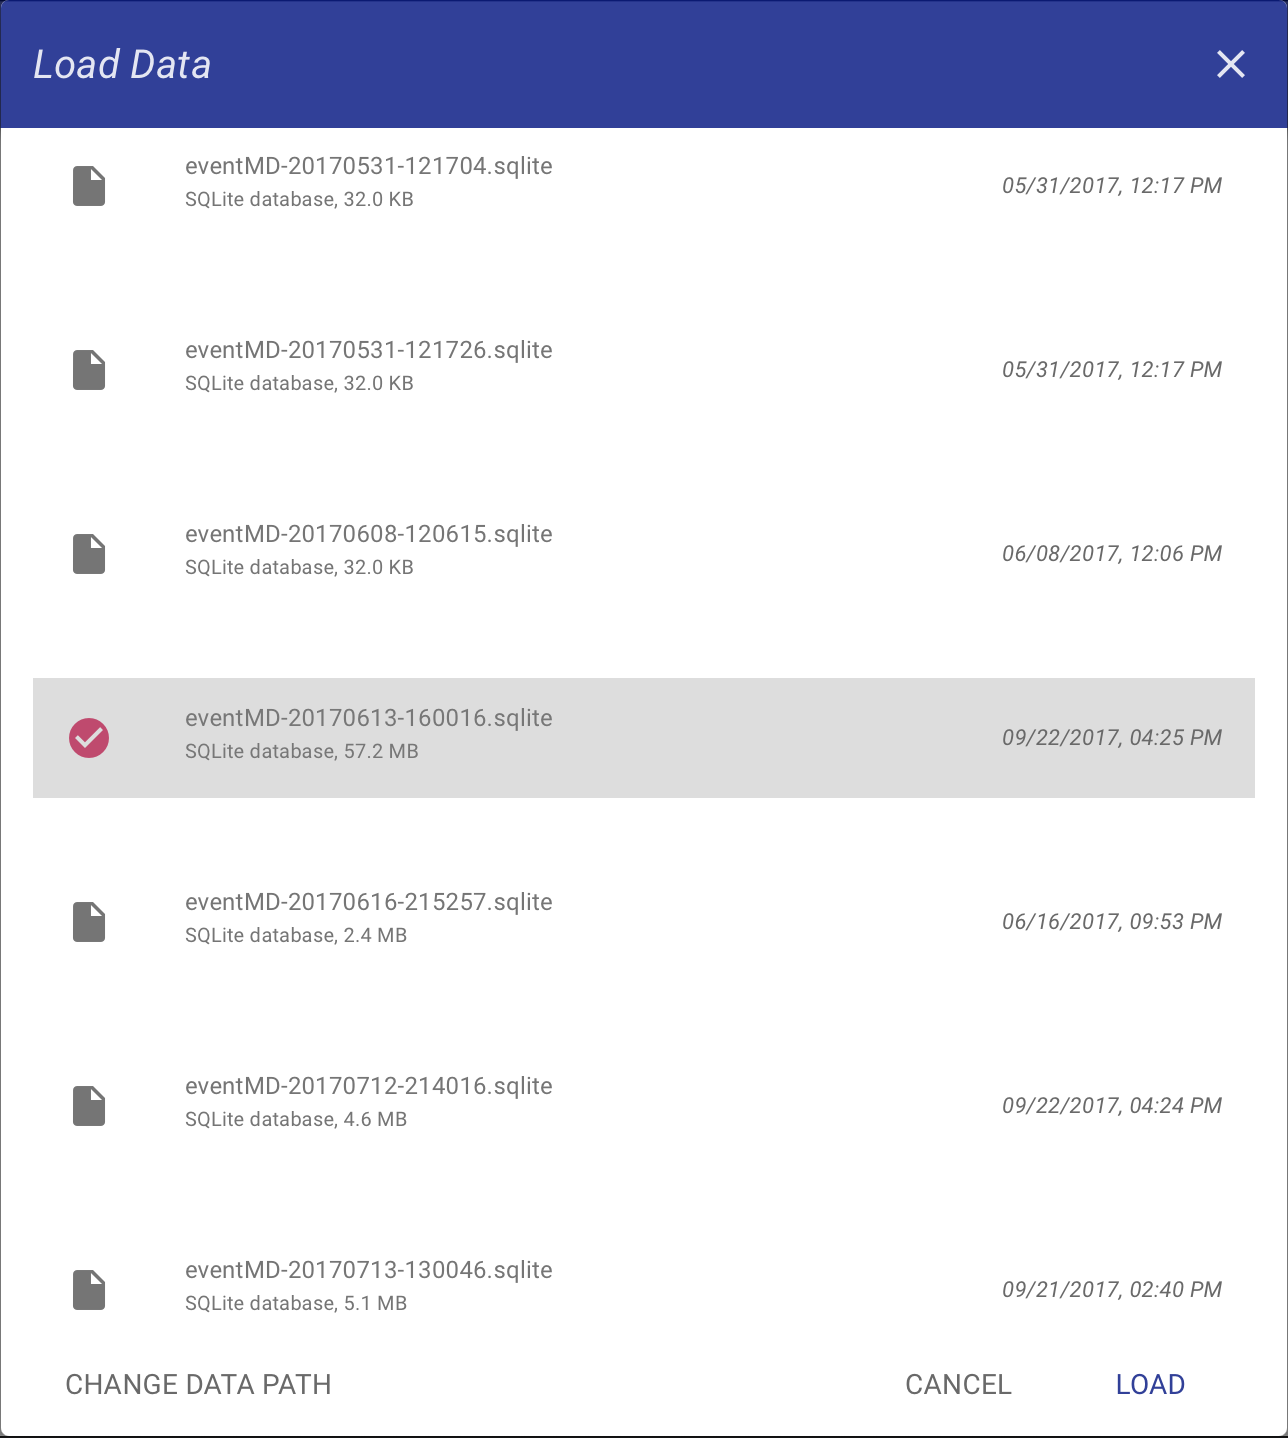 Load Data
eventMD-20170531-121704.sqlite
SQLite database, 32.0 KB
05/31/2017, 12:17 PM
eventMD-20170531-121726.sqlite
SQLite database, 32.0 KB
05/31/2017, 12:17 PM
eventMD-20170608-120615.sqlite
SQLite database, 32.0 KB
06/08/2017, 12:06 PM
eventMD-20170613-160016.sqlite
SQLite database, 57.2 MB
09/22/2017, 04:25 PM
eventMD-20170616-215257.sqlite
SQLite database, 2.4 MB
06/16/2017, 09:53 PM
eventMD-20170712-214016.sqlite
SQLite database, 4.6 MB
09/22/2017, 04:24 PM
eventMD-20170713-130046.sqlite
SQLite database, 5.1 MB
09/21/2017, 02:40 PM
CHANGE DATA PATH
CANCEL
LOAD